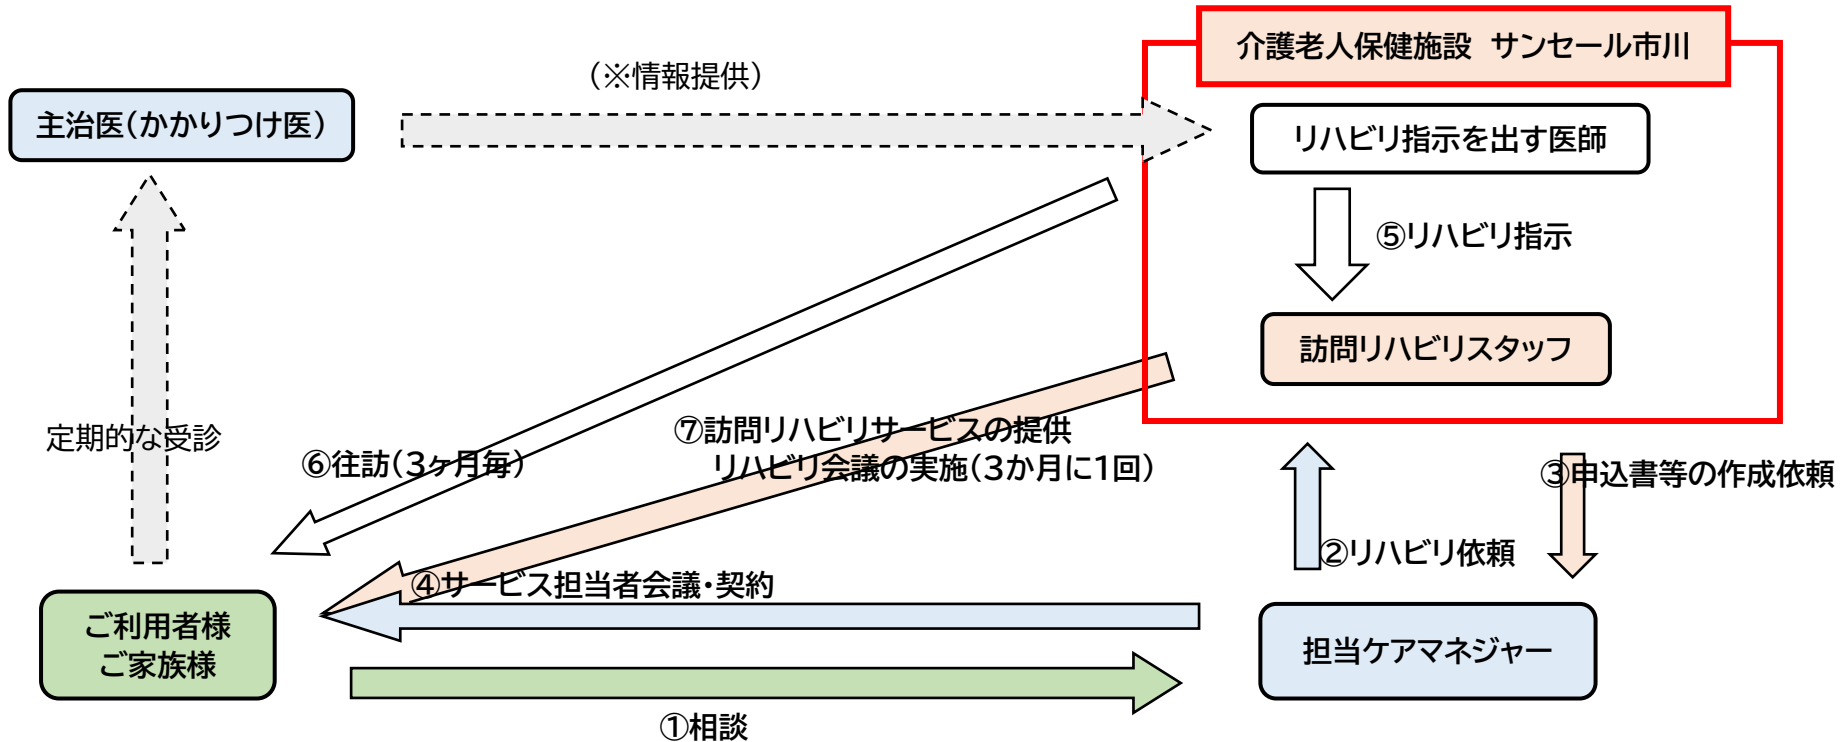 介護老人保健施設 サンセール市川
(※情報提供)
主治医(かかりつけ医)
リハビリ指示を出す医師
⑤リハビリ指示
訪問リハビリスタッフ
定期的な受診
⑥往訪(3ヶ月毎)
⑦訪問リハビリサービスの提供
リハビリ会議の実施(3か月に1回)
③申込書等の作成依頼
②リハビリ依頼
④サービス担当者会議・契約
ご利用者様
ご家族様
担当ケアマネジャー
①相談